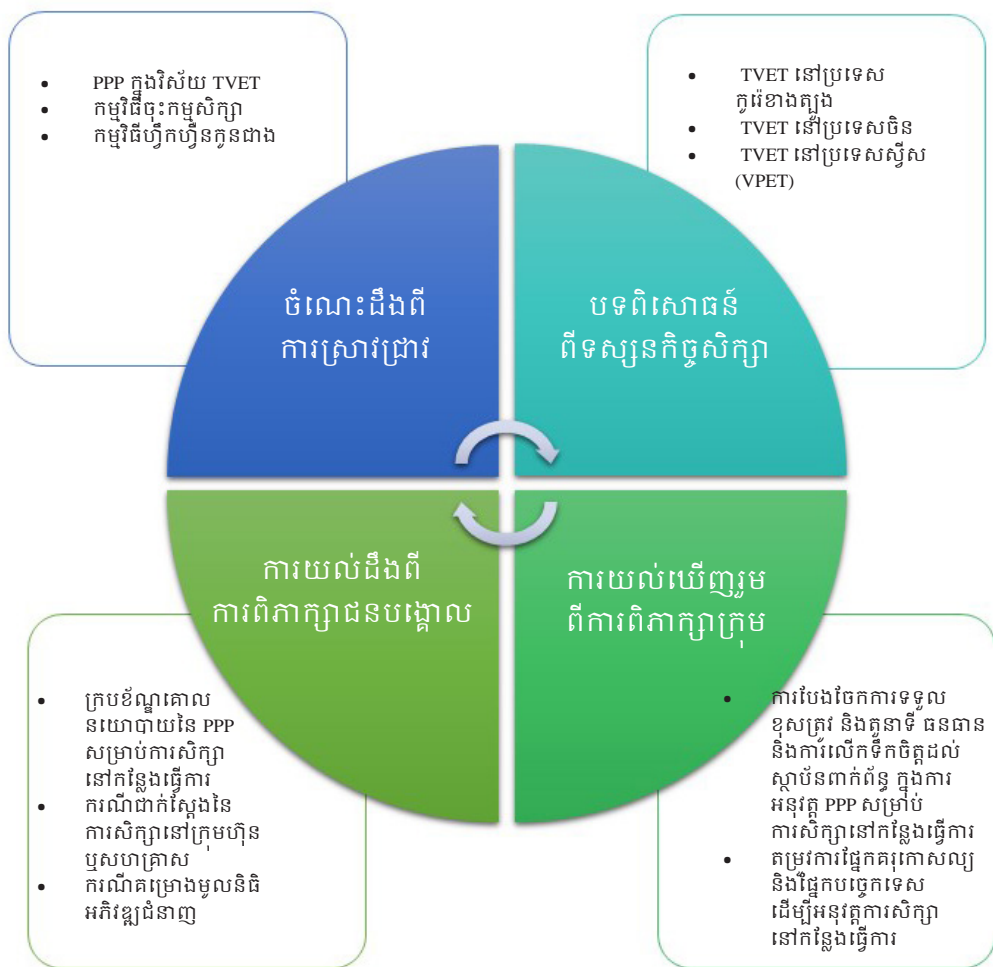 • PPP ក្នុងវិស័យ TVET
• កម្មវិធីចុះកម្មសិក្សា
• កម្មវិធីហ្វឹកហ្វឺនកូនជាង
• TVET នៅប្រទេស
កូរ៉េខាងត្បូង
• TVET នៅប្រទេសចិន
• TVET នៅប្រទេសស្វីស
(VPET)
ចំណេះដឹងពី
ការស្រាវជ្រាវ
បទពិសោធន៍
ពីទស្សនកិច្ចសិក្សា
ការយល់ដឹងពី
ការពិភាក្សាជនបង្គោល
ការយល់ឃើញរួម
ពីការពិភាក្សាក្រុម
• ក្របខ័ណ្ឌគោល
នយោបាយនៃ PPP
សម្រាប់ការសិក្សា
នៅកន្លែងធ្វើការ
• ករណីជាក់ស្តែងនៃ
ការសិក្សានៅក្រុមហ៊ុន
ឬសហគ្រាស
• ករណីគម្រោងមូលនិធិ
អភិវឌ្ឍជំនាញ
• ការបែងចែកការទទួល
ខុសត្រូវ និងតួនាទី ធនធាន
និងការលើកទឹកចិត្តដល់
ស្ថាប័នពាក់ព័ន្ធ ក្នុងការ
អនុវត្ត PPP សម្រាប់
ការសិក្សានៅកន្លែងធ្វើការ
• តម្រូវការផ្នែកគរុកោសល្យ
និងផ្នែកបច្ចេកទេស
ដើម្បីអនុវត្តការសិក្សា
នៅកន្លែងធ្វើការ